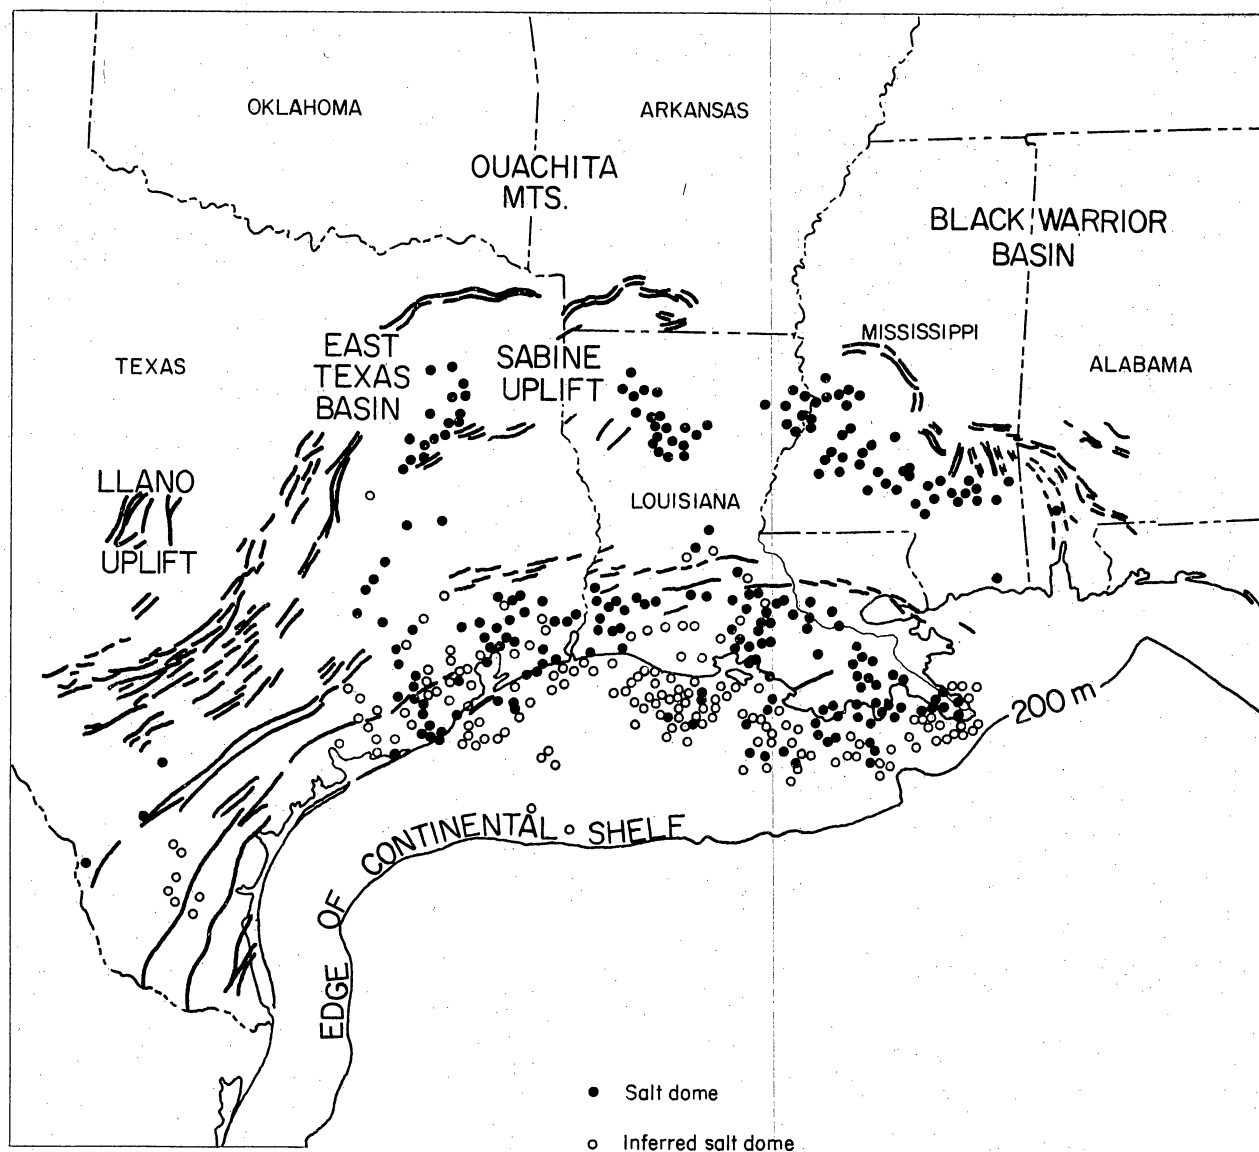 OKLAHOMA
ARKANSAS
OUACHITA
MTS.
BLACK WARRIOR
BASIN
MISSISSIPPI
EAST
TEXAS
BASIN
SABINE
UPLIFT
TEXAS
ALABAMA
LLANO
UPLIFT
LOUISIANA
200 m
EDGE OF CONTINENTAL SHELF
Salt dome
Inferred salt dome